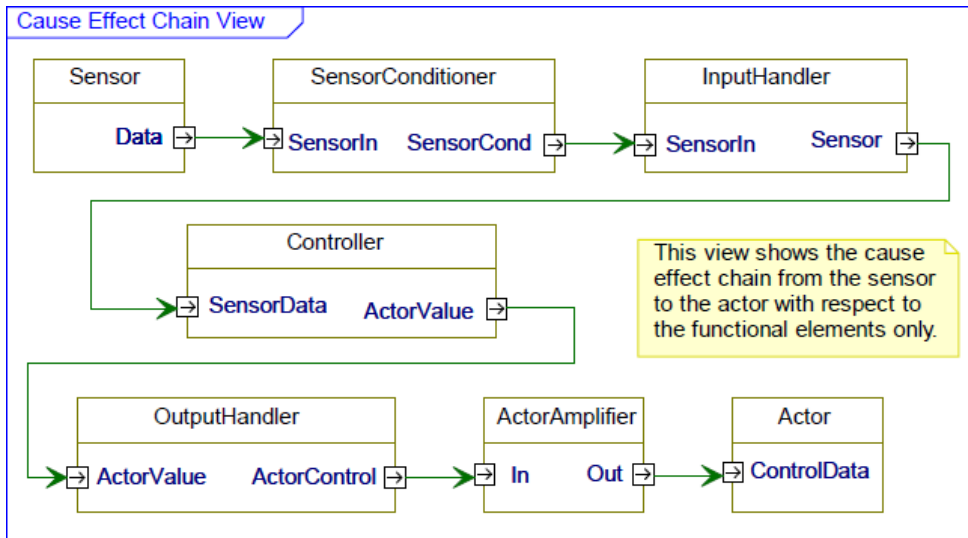 Cause Effect Chain View
Sensor
SensorConditioner
InputHandler
Data
SensorIn
SensorCond
SensorIn
Sensor
Controller
SensorData
ActorValue
This view shows the cause
effect chain from the sensor
to the actor with respect to
the functional elements only.
OutputHandler
ActorAmplifier
Actor
ActorValue
ActorControl
In
Out
ControlData